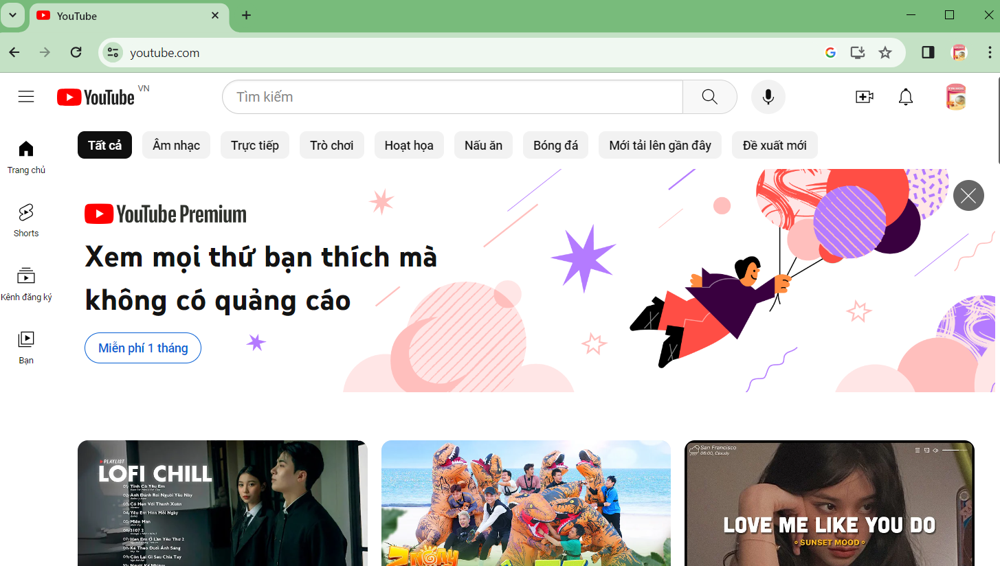 YouTube
youtube.com
YouTube VN
Tìm kiếm
Tất cả
Âm nhạc
Trực tiếp
Trò chơi
Hoạt họa
Nấu ăn
Bóng đá
Mới tải lên gần đây
Đề xuất mới
Trang chủ
Shorts
Kênh đăng ký
Bạn
YouTube Premium
Xem mọi thứ bạn thích mà
không có quảng cáo
Miễn phí 1 tháng
PLAYLIST
LOFI CHILL
01. Tình Có Yêu Em
02. Anh Đánh Rơi Người Yêu Này
03. Có Hẹn Với Thanh Xuân
04. Yêu Em Hơn Mỗi Ngày
05. Miên Man
06. 3107 2
07. Hẹn Em Ở Lần Yêu Thứ 2
08. Kẻ Theo Đuổi Ánh Sáng
09. Còn Lại Gì Sau Chia Tay
2 NGÀY
San Francisco
06:00, Cloudy
LOVE ME LIKE YOU DO
SUNSET MOOD